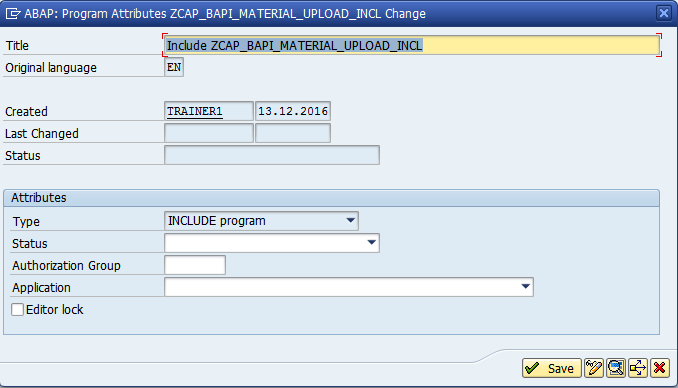 ABAP: Program Attributes ZCAP_BAPI_MATERIAL_UPLOAD_INCL Change
Title Include ZCAP_BAPI_MATERIAL_UPLOAD_INCL
Original language EN
Created TRAINER1 13.12.2016
Last Changed
Status
Attributes
Type INCLUDE program
Status
Authorization Group
Application
Editor lock
Save